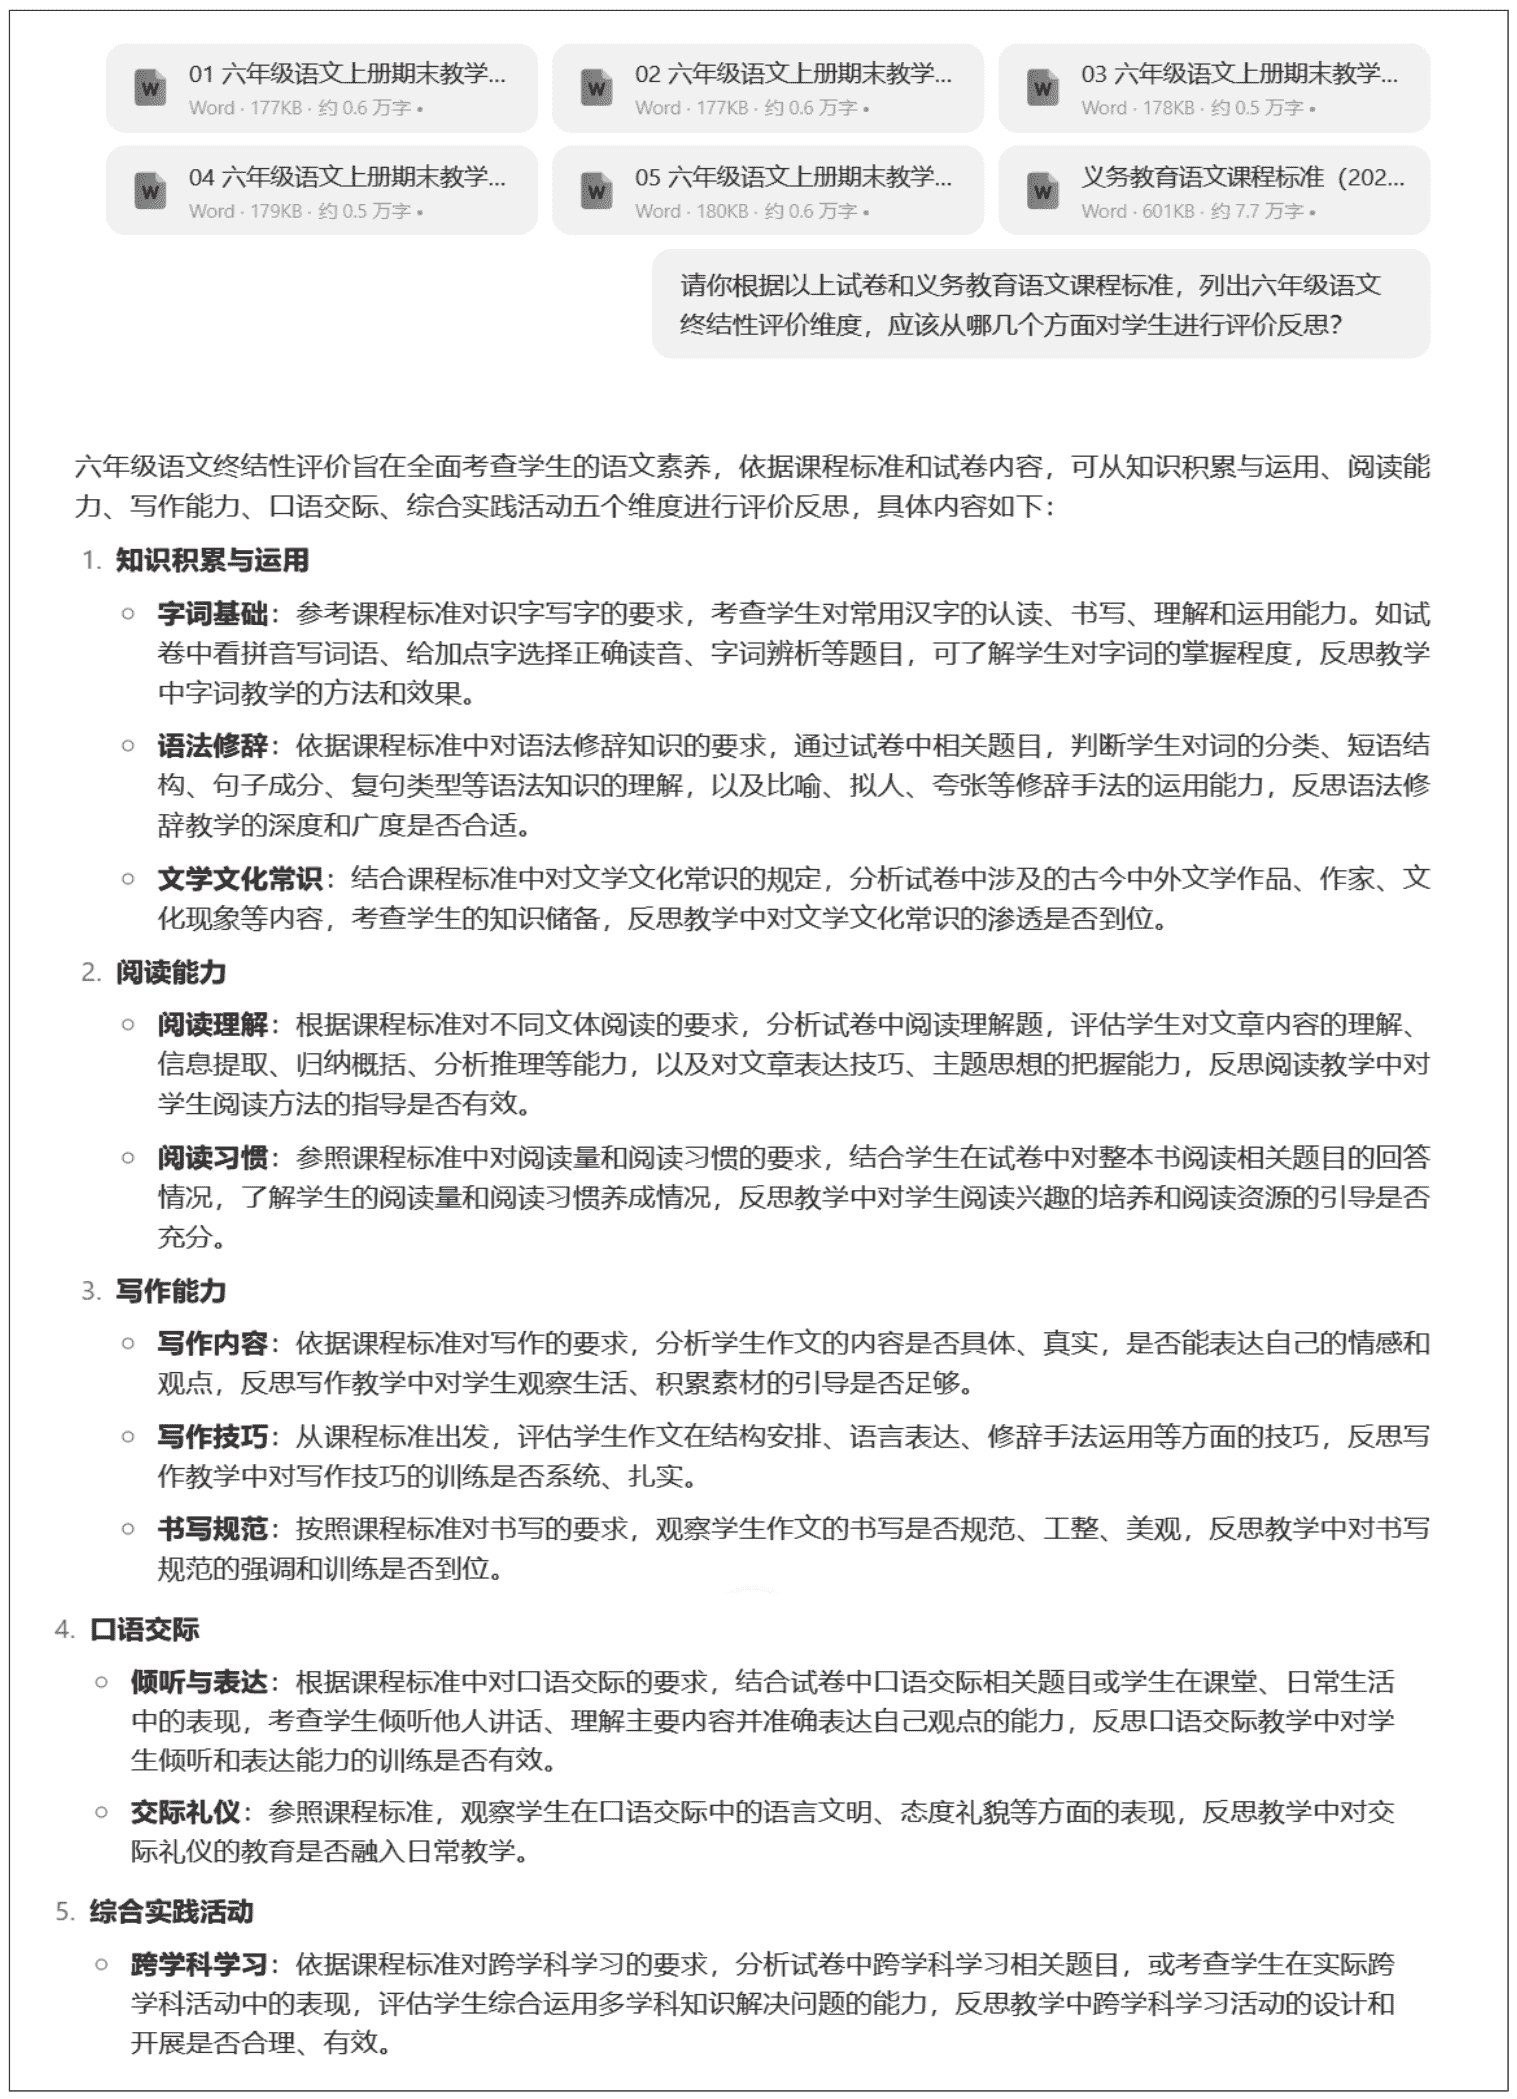 01 六年级语文上册期末教学...
Word · 177KB · 约 0.6 万字 •
02 六年级语文上册期末教学...
Word · 177KB · 约 0.6 万字 •
03 六年级语文上册期末教学...
Word · 178KB · 约 0.5 万字 •
04 六年级语文上册期末教学...
Word · 179KB · 约 0.5 万字 •
05 六年级语文上册期末教学...
Word · 180KB · 约 0.6 万字 •
义务教育语文课程标准（202...
Word · 601KB · 约 7.7 万字 •
请你根据以上试卷和义务教育语文课程标准，列出六年级语文
终结性评价维度，应该从哪几个方面对学生进行评价反思？
六年级语文终结性评价旨在全面考查学生的语文素养，依据课程标准和试卷内容，可从知识积累与运用、阅读能
力、写作能力、口语交际、综合实践活动五个维度进行评价反思，具体内容如下：
1. 知识积累与运用
○ 字词基础：参考课程标准对识字写字的要求，考查学生对常用汉字的认读、书写、理解和运用能力。如试
卷中看拼音写词语、给加点字选择正确读音、字词辨析等题目，可了解学生对字词的掌握程度，反思教学
中字词教学的方法和效果。
○ 语法修辞：依据课程标准中对语法修辞知识的要求，通过试卷中相关题目，判断学生对词的分类、短语结
构、句子成分、复句类型等语法知识的理解，以及比喻、拟人、夸张等修辞手法的运用能力，反思语法修
辞教学的深度和广度是否合适。
○ 文学文化常识：结合课程标准中对文学文化常识的规定，分析试卷中涉及的古今中外文学作品、作家、文
化现象等内容，考查学生的知识储备，反思教学中对文学文化常识的渗透是否到位。
2. 阅读能力
○ 阅读理解：根据课程标准对不同文体阅读的要求，分析试卷中阅读理解题，评估学生对文章内容的理解、
信息提取、归纳概括、分析推理等能力，以及对文章表达技巧、主题思想的把握能力，反思阅读教学中对
学生阅读方法的指导是否有效。
○ 阅读习惯：参照课程标准中对阅读量和阅读习惯的要求，结合学生在试卷中对整本书阅读相关题目的回答
情况，了解学生的阅读量和阅读习惯养成情况，反思教学中对学生阅读兴趣的培养和阅读资源的引导是否
充分。
3. 写作能力
○ 写作内容：依据课程标准对写作的要求，分析学生作文的内容是否具体、真实，是否能表达自己的情感和
观点，反思写作教学中对学生观察生活、积累素材的引导是否足够。
○ 写作技巧：从课程标准出发，评估学生作文在结构安排、语言表达、修辞手法运用等方面的技巧，反思写
作教学中对写作技巧的训练是否系统、扎实。
○ 书写规范：按照课程标准对书写的要求，观察学生作文的书写是否规范、工整、美观，反思教学中对书写
规范的强调和训练是否到位。
4. 口语交际
○ 倾听与表达：根据课程标准中对口语交际的要求，结合试卷中口语交际相关题目或学生在课堂、日常生活
中的表现，考查学生倾听他人讲话、理解主要内容并准确表达自己观点的能力，反思口语交际教学中对学
生倾听和表达能力的训练是否有效。
○ 交际礼仪：参照课程标准，观察学生在口语交际中的语言文明、态度礼貌等方面的表现，反思教学中对交
际礼仪的教育是否融入日常教学。
5. 综合实践活动
○ 跨学科学习：依据课程标准对跨学科学习的要求，分析试卷中跨学科学习相关题目，或考查学生在实际跨
学科活动中的表现，评估学生综合运用多学科知识解决问题的能力，反思教学中跨学科学习活动的设计和
开展是否合理、有效。